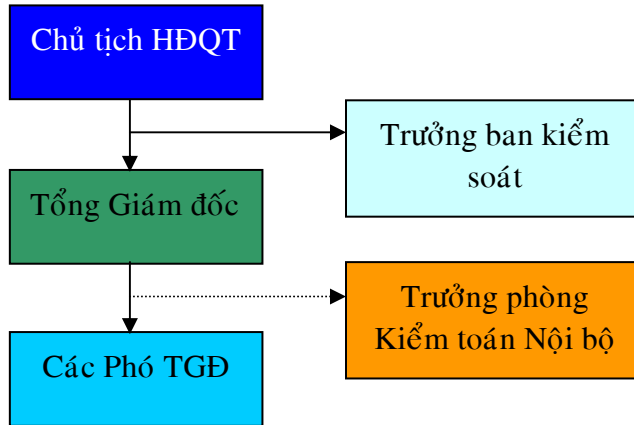 Chủ tịch HĐQT
Trưởng ban kiểm
soát
Tổng Giám đốc
Trưởng phòng
Kiểm toán Nội bộ
Các Phó TGĐ